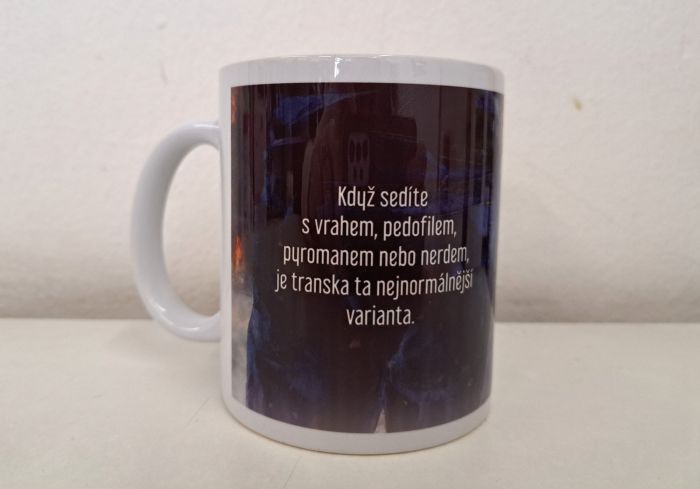 Když sedíte
s vrahem, pedofilem,
pyromanem nebo nerdem,
je transka ta nejnormálnější
varianta.